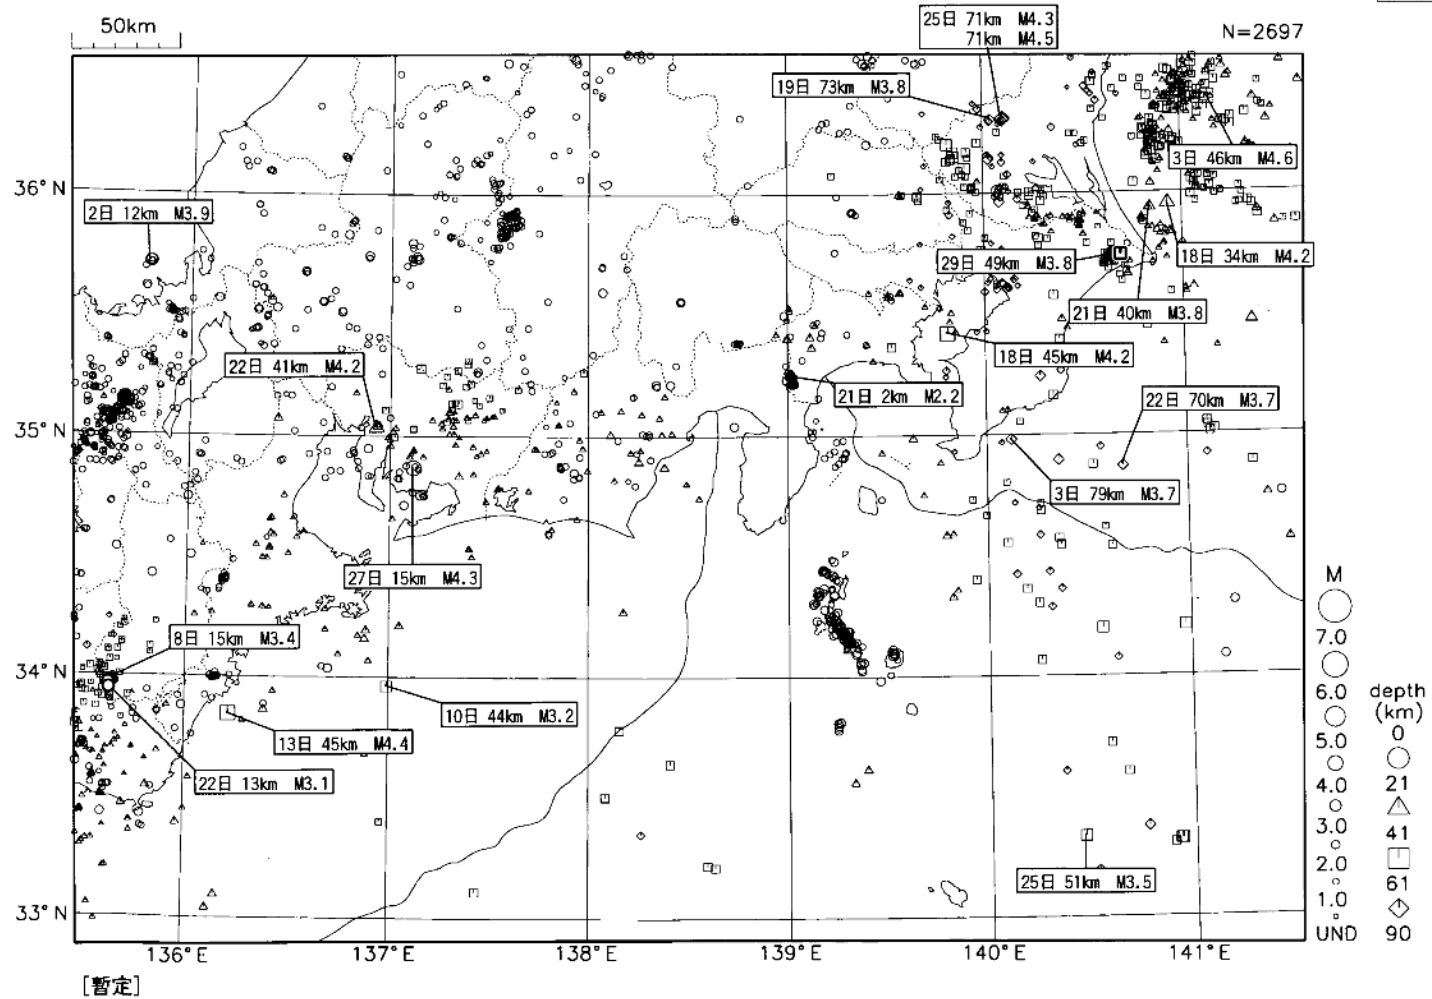 50km
N=2697
25日 71km M4.3
71km M4.5
19日 73km M3.8
3日 46km M4.6
36°N
2日 12km M3.9
18日 34km M4.2
29日 49km M3.8
21日 40km M3.8
22日 41km M4.2
18日 45km M4.2
21日 2km M2.2
22日 70km M3.7
35°N
3日 79km M3.7
27日 15km M4.3
8日 15km M3.4
34°N
10日 44km M3.2
13日 45km M4.4
22日 13km M3.1
25日 51km M3.5
33°N
136°E
137°E
138°E
139°E
140°E
141°E
M
7.0
6.0
5.0
4.0
3.0
2.0
1.0
UND
depth
(km)
0
21
41
61
90
[暫定]